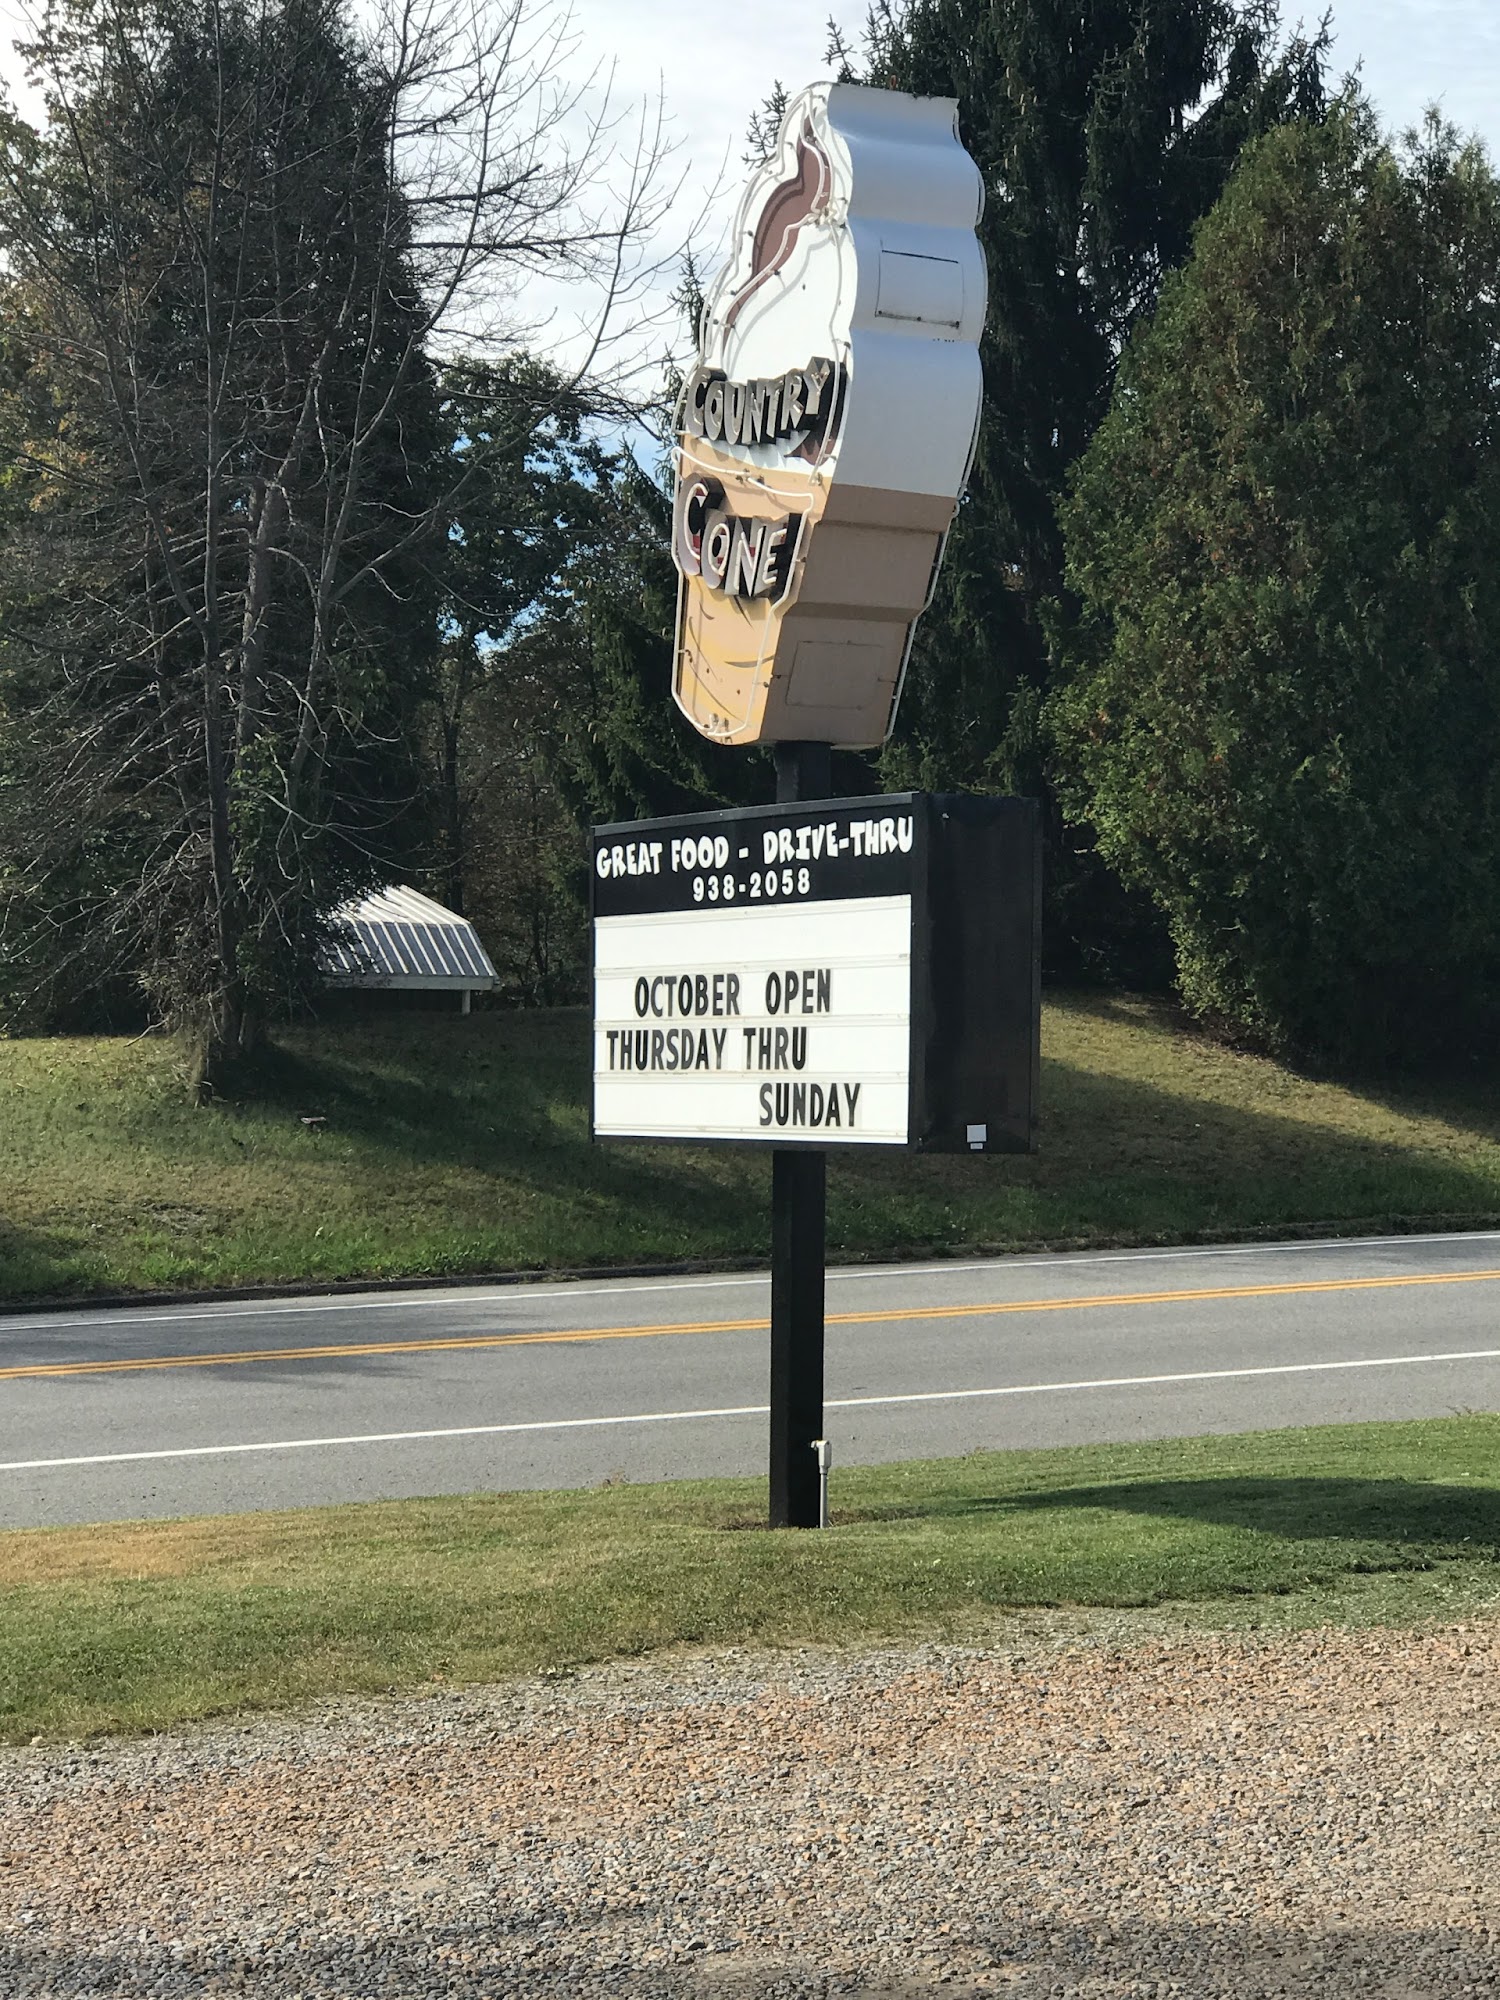 COUNTRY
CONE
GREAT FOOD - DRIVE-THRU
938-2058
OCTOBER OPEN
THURSDAY THRU
SUNDAY